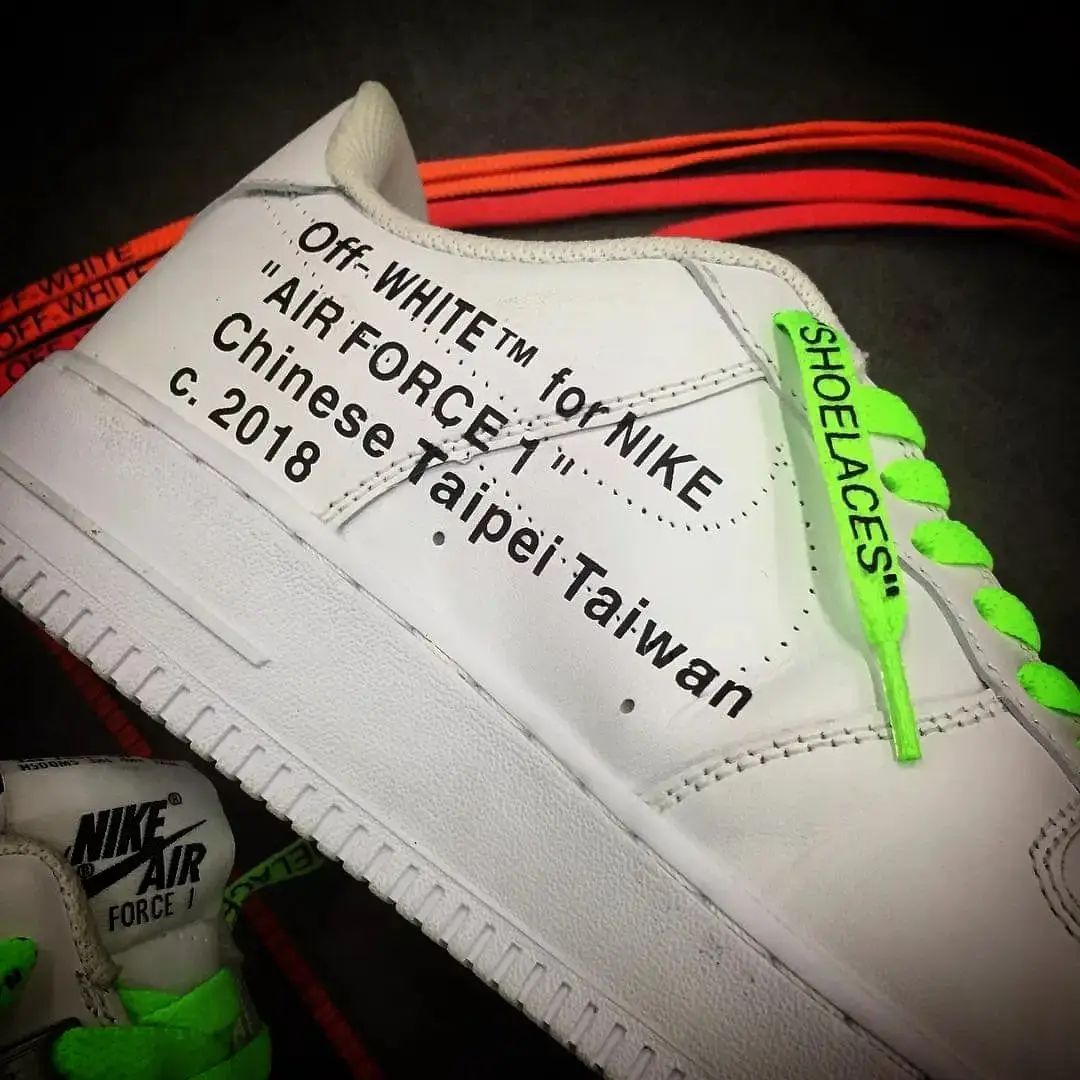 Off-WHITE™ for NIKE
"AIR FORCE 1"
Chinese Taipei Taiwan
c. 2018
"SHOELACES"
OFF-WHITE
OFF-WHITE
NIKE®
AIR®
FORCE 1
SHOELAC